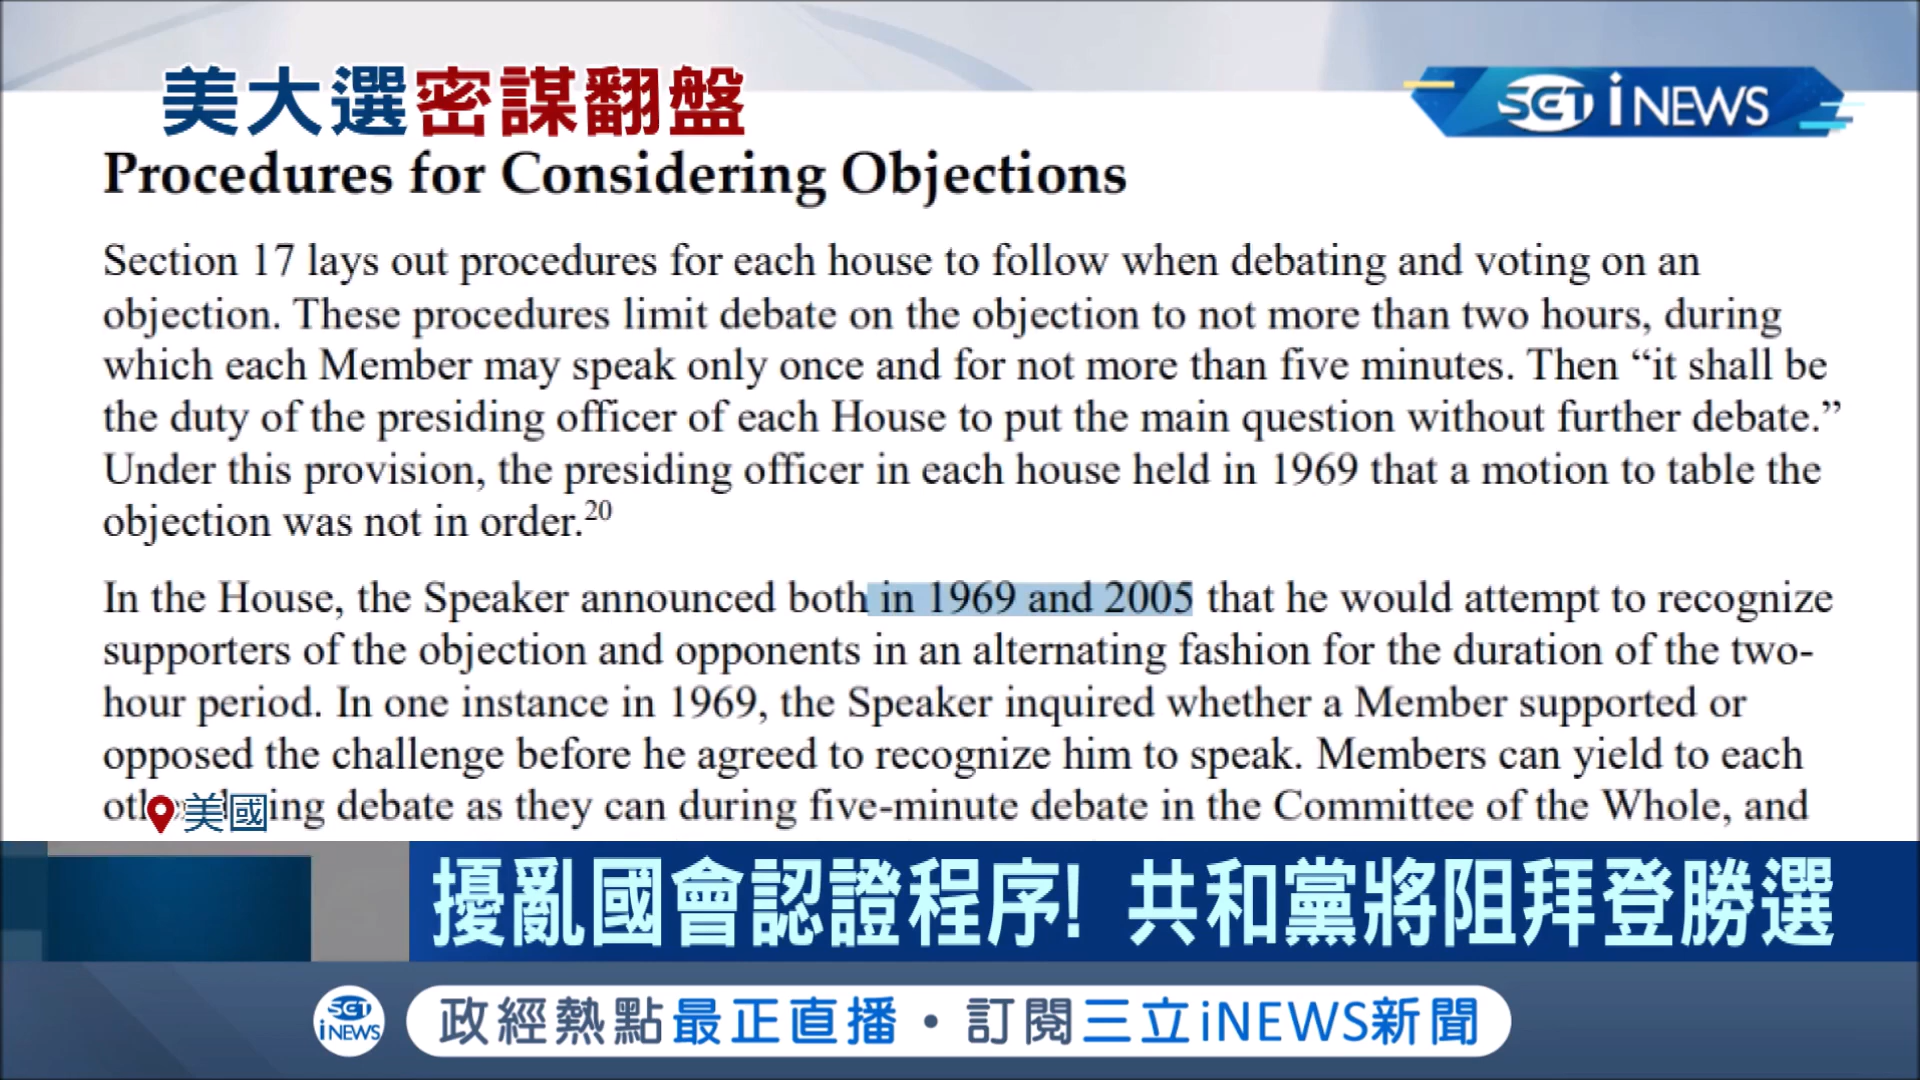 美大選密謀翻盤
SET iNEWS
Procedures for Considering Objections
Section 17 lays out procedures for each house to follow when debating and voting on an
objection. These procedures limit debate on the objection to not more than two hours, during
which each Member may speak only once and for not more than five minutes. Then “it shall be
the duty of the presiding officer of each House to put the main question without further debate.”
Under this provision, the presiding officer in each house held in 1969 that a motion to table the
objection was not in order.20
In the House, the Speaker announced both in 1969 and 2005 that he would attempt to recognize
supporters of the objection and opponents in an alternating fashion for the duration of the two-
hour period. In one instance in 1969, the Speaker inquired whether a Member supported or
opposed the challenge before he agreed to recognize him to speak. Members can yield to each
debate as they can during five-minute debate in the Committee of the Whole, and
美國
擾亂國會認證程序! 共和黨將阻拜登勝選
SET iNEWS
政經熱點最正直播・訂閱三立iNEWS新聞